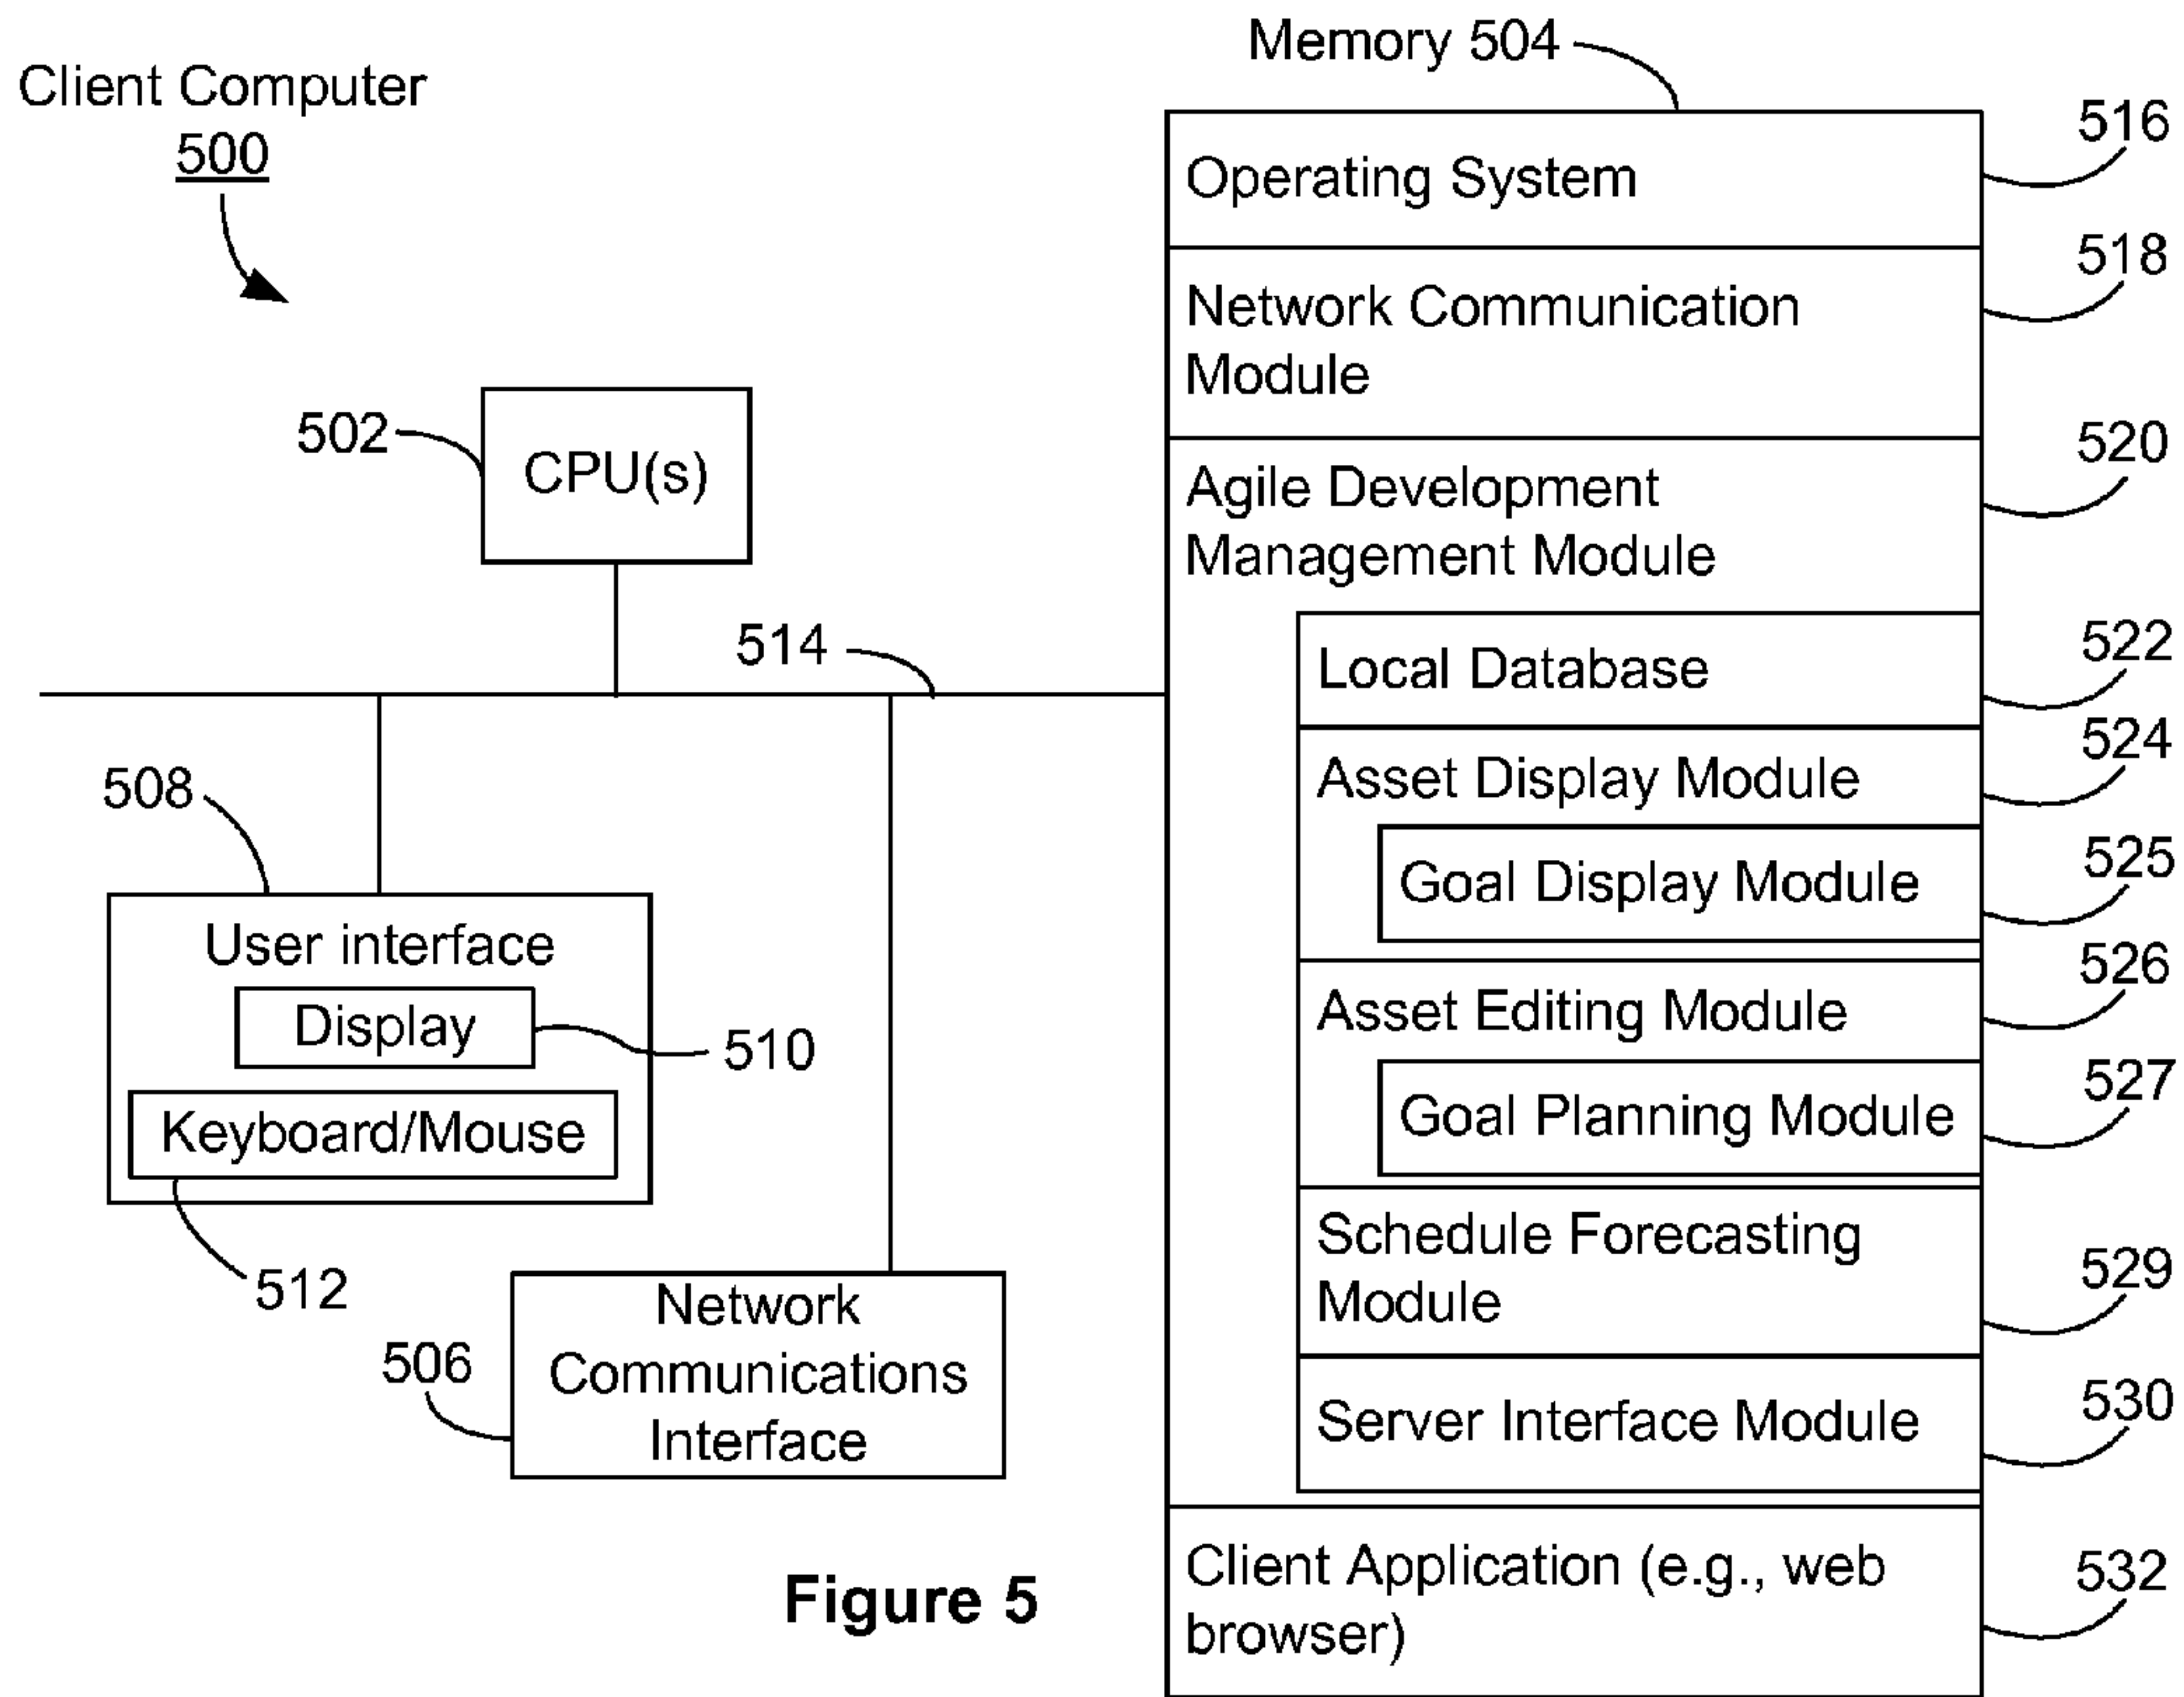 Client Computer
500
Memory 504
Operating System
516
Network Communication
Module
518
Agile Development
Management Module
520
Local Database
522
Asset Display Module
524
Goal Display Module
525
Asset Editing Module
526
Goal Planning Module
527
Schedule Forecasting
Module
529
Server Interface Module
530
Client Application (e.g., web
browser)
532
502
CPU(s)
514
508
User interface
Display
510
Keyboard/Mouse
512
506
Network
Communications
Interface
Figure 5